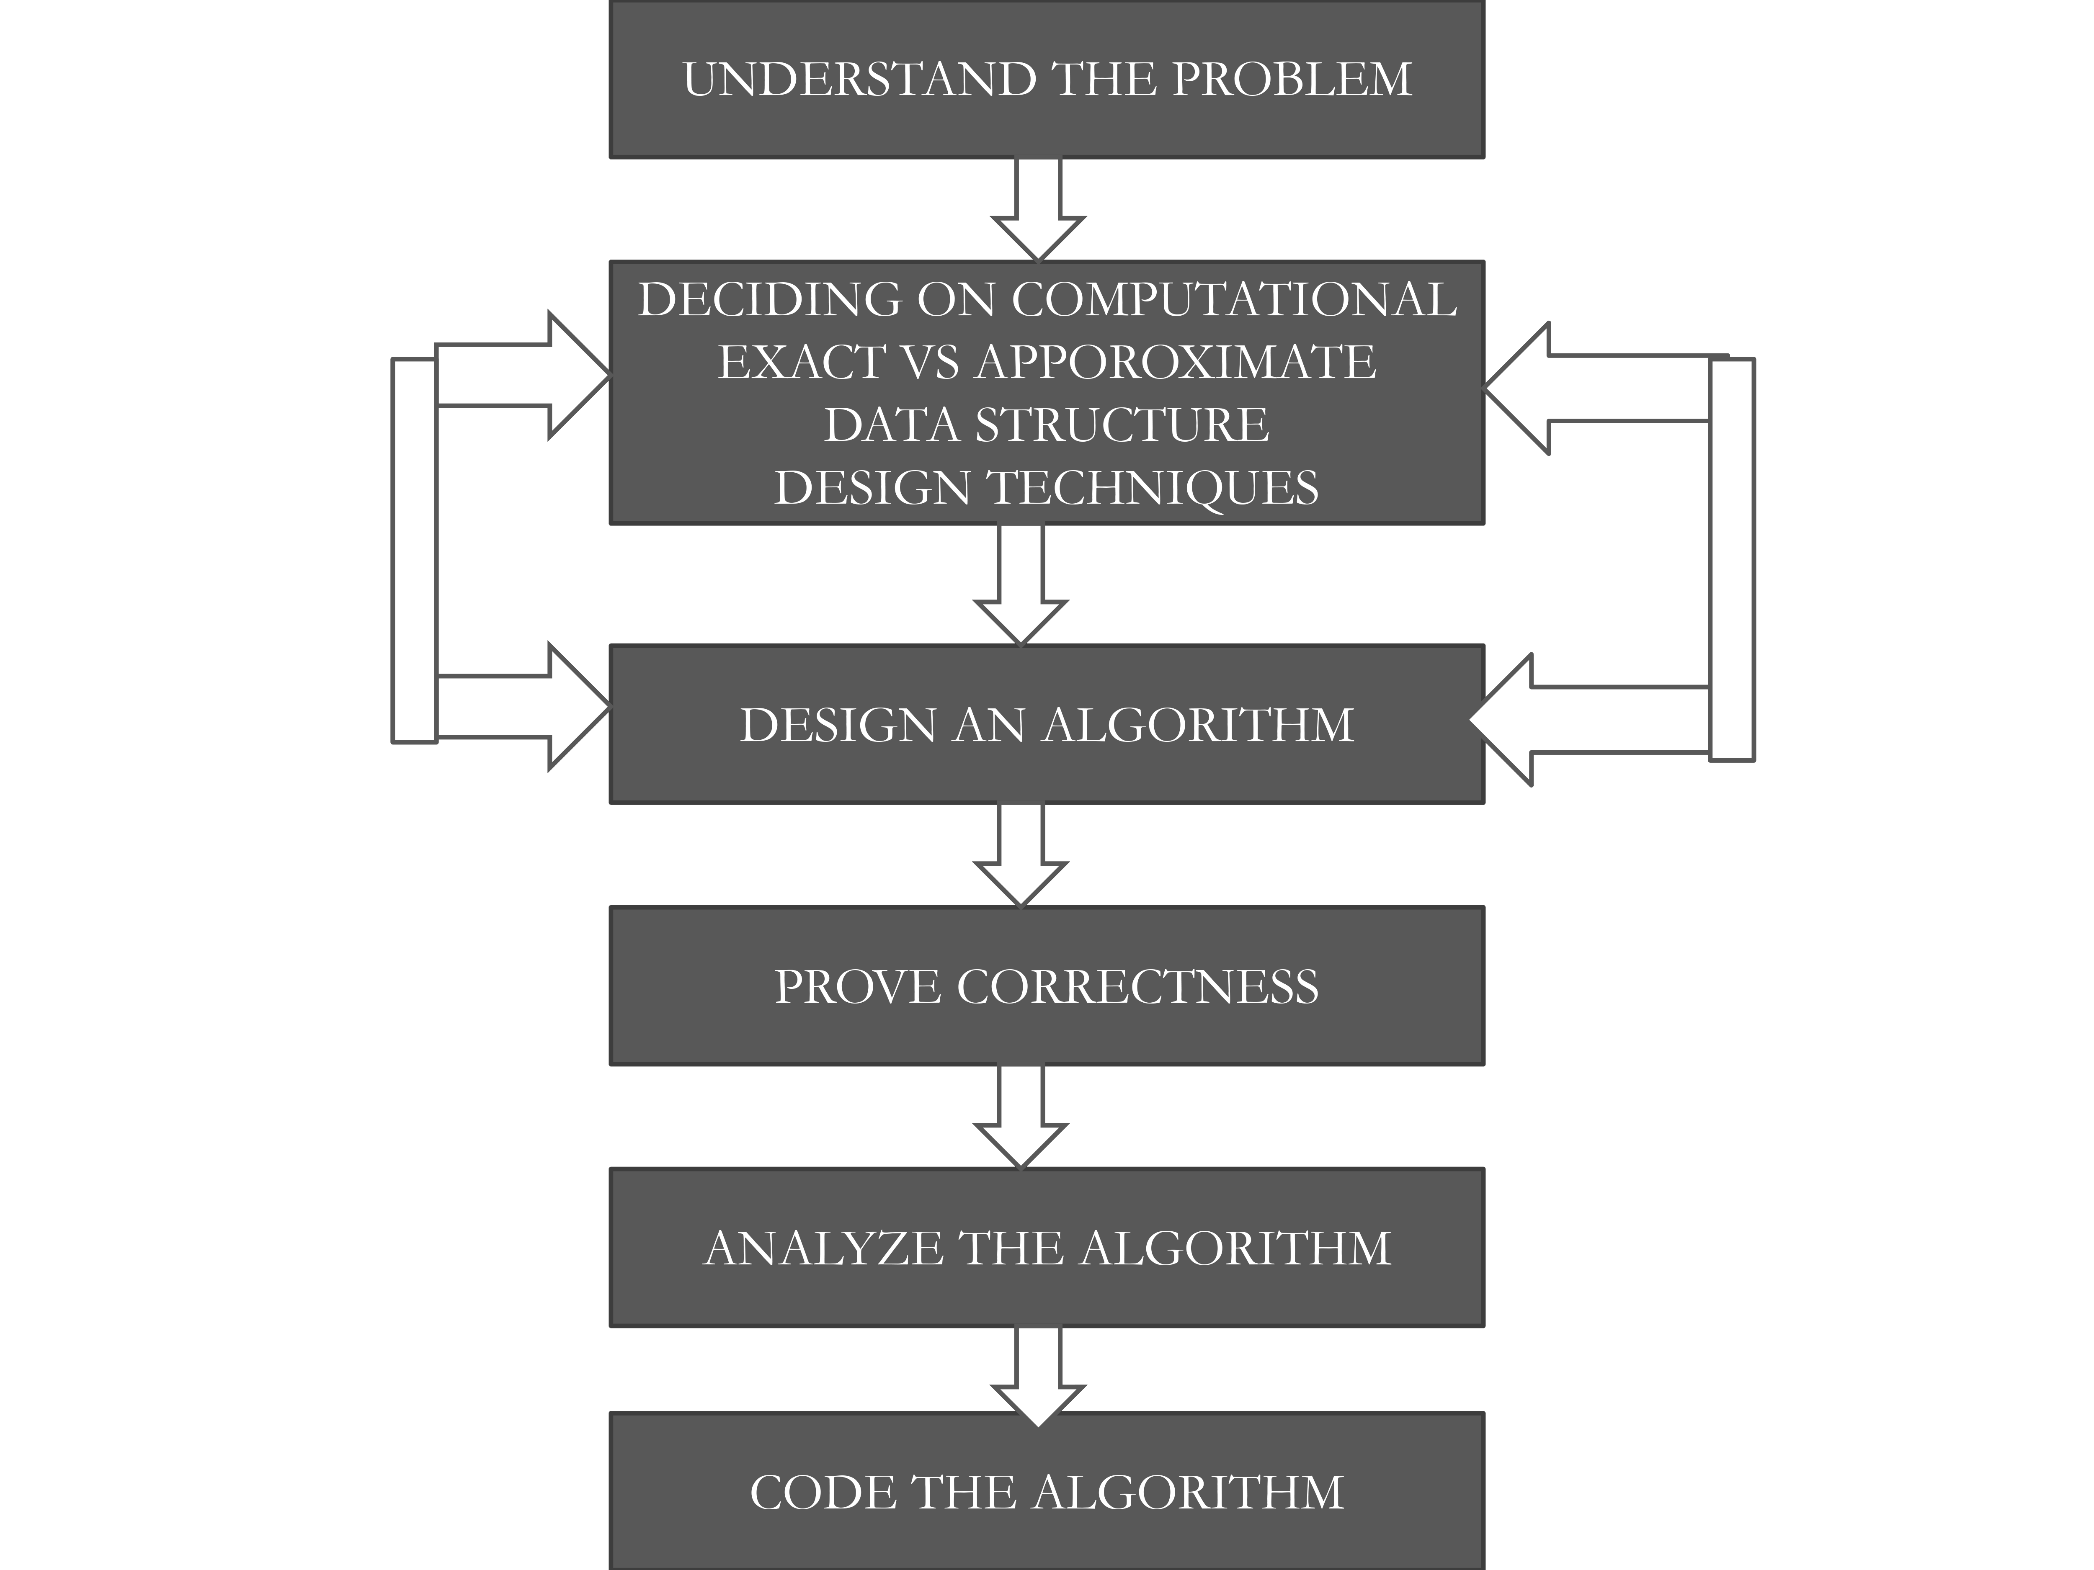 UNDERSTAND THE PROBLEM
DECIDING ON COMPUTATIONAL
EXACT VS APPOROXIMATE
DATA STRUCTURE
DESIGN TECHNIQUES
DESIGN AN ALGORITHM
PROVE CORRECTNESS
ANALYZE THE ALGORITHM
CODE THE ALGORITHM